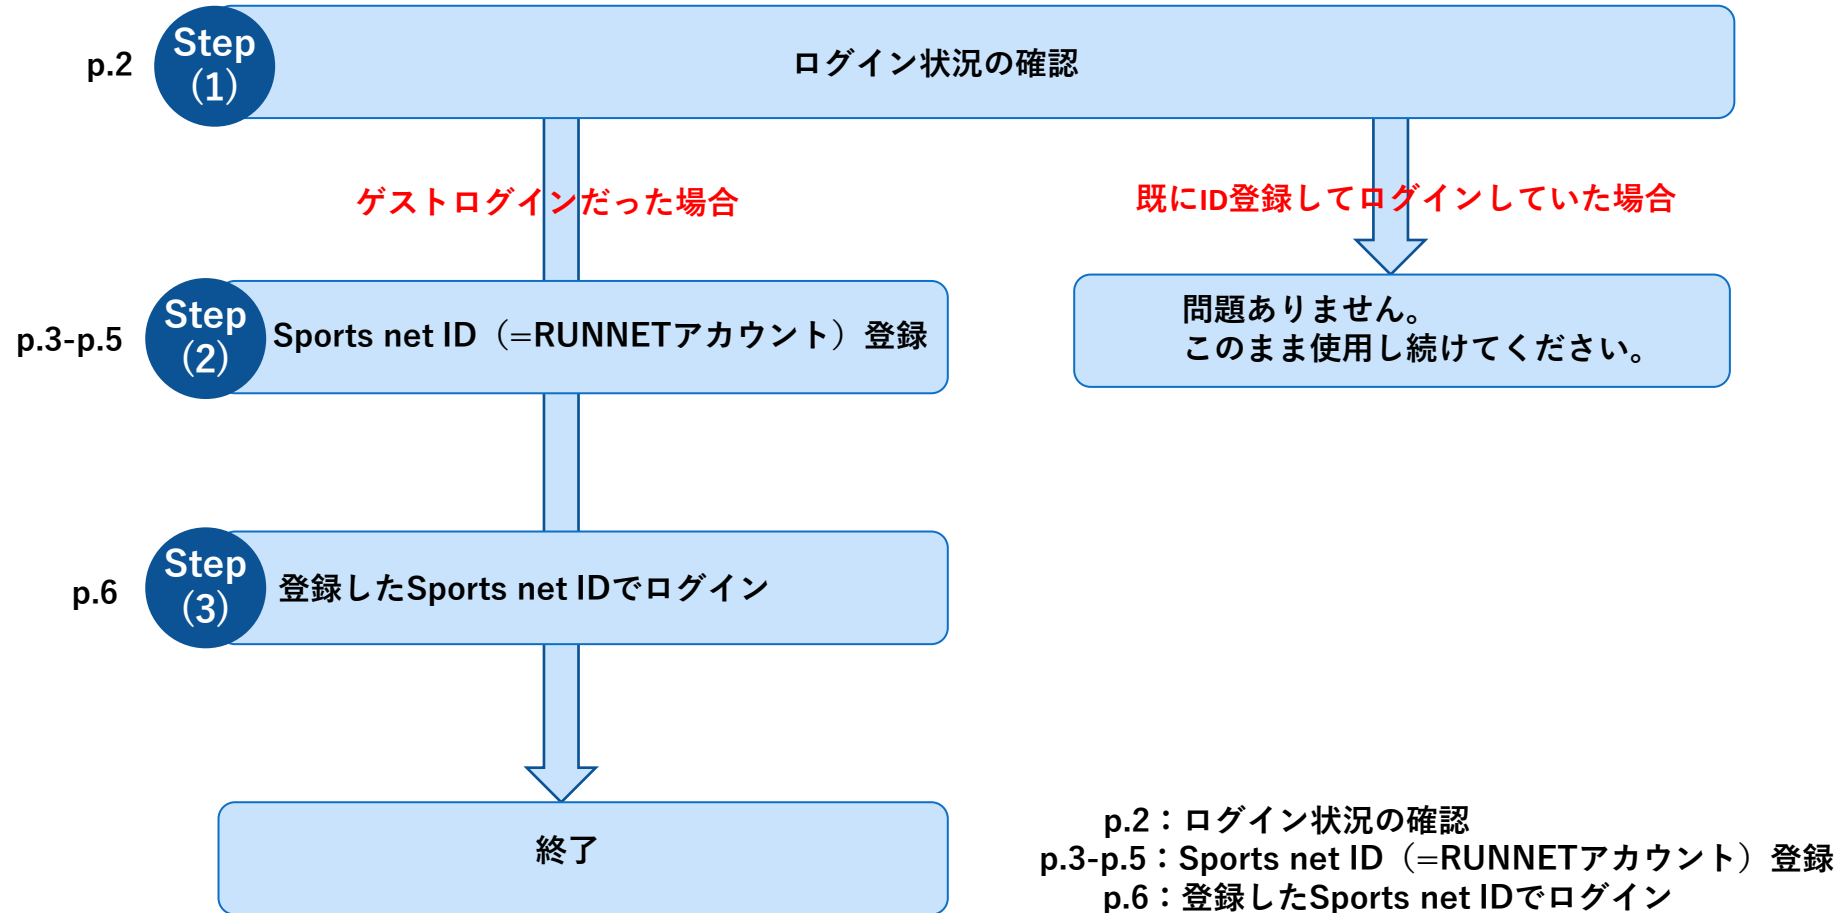 p.2
Step
(1)
ログイン状況の確認
ゲストログインだった場合
既にID登録してログインしていた場合
p.3-p.5
Step
(2)
Sports net ID（=RUNNETアカウント）登録
問題ありません。
このまま使用し続けてください。
p.6
Step
(3)
登録したSports net IDでログイン
終了
p.2：ログイン状況の確認
p.3-p.5：Sports net ID（=RUNNETアカウント）登録
p.6：登録したSports net IDでログイン